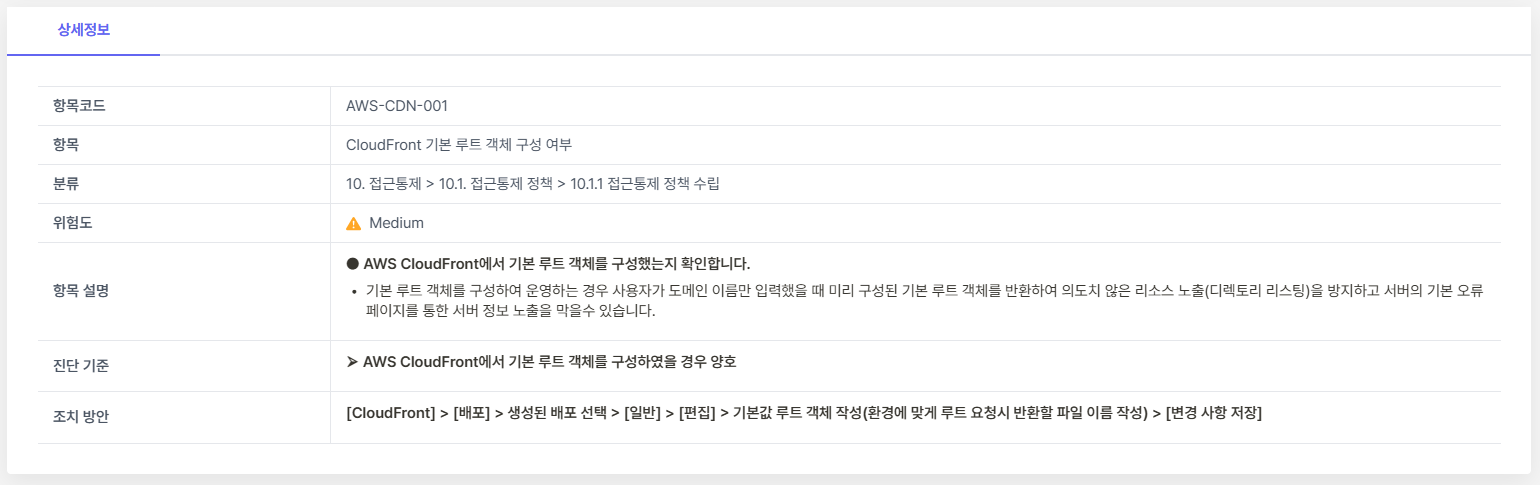 상세정보
항목코드 AWS-CDN-001
항목 CloudFront 기본 루트 객체 구성 여부
분류 10. 접근통제 > 10.1. 접근통제 정책 > 10.1.1 접근통제 정책 수립
위험도 Medium
● AWS CloudFront에서 기본 루트 객체를 구성했는지 확인합니다.
항목 설명
• 기본 루트 객체를 구성하여 운영하는 경우 사용자가 도메인 이름만 입력했을 때 미리 구성된 기본 루트 객체를 반환하여 의도치 않은 리소스 노출(디렉토리 리스팅)을 방지하고 서버의 기본 오류
페이지를 통한 서버 정보 노출을 막을수 있습니다.
진단 기준 ➢ AWS CloudFront에서 기본 루트 객체를 구성하였을 경우 양호
조치 방안 [CloudFront] > [배포] > 생성된 배포 선택 > [일반] > [편집] > 기본값 루트 객체 작성(환경에 맞게 루트 요청시 반환할 파일 이름 작성) > [변경 사항 저장]